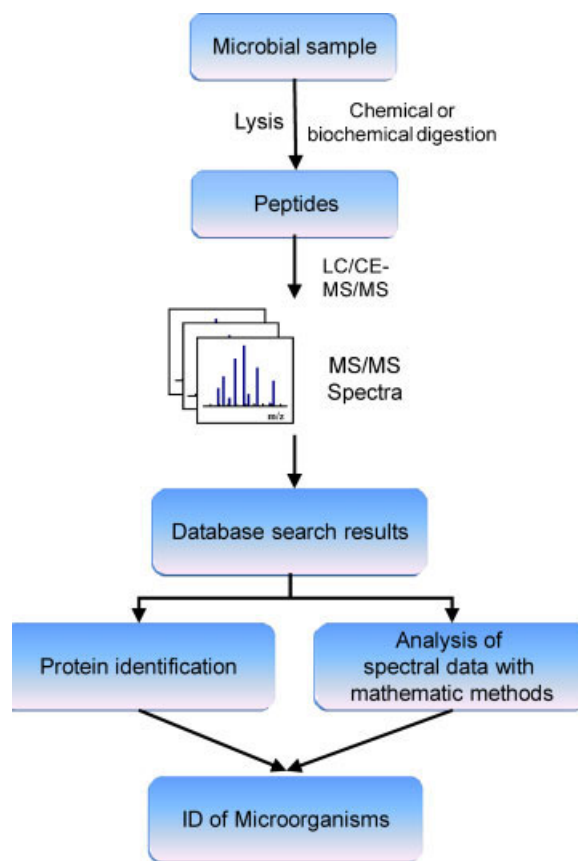 Microbial sample
Lysis
Chemical or
biochemical digestion
Peptides
LC/CE-
MS/MS
m/z
MS/MS
Spectra
Database search results
Protein identification
Analysis of
spectral data with
mathematic methods
ID of Microorganisms